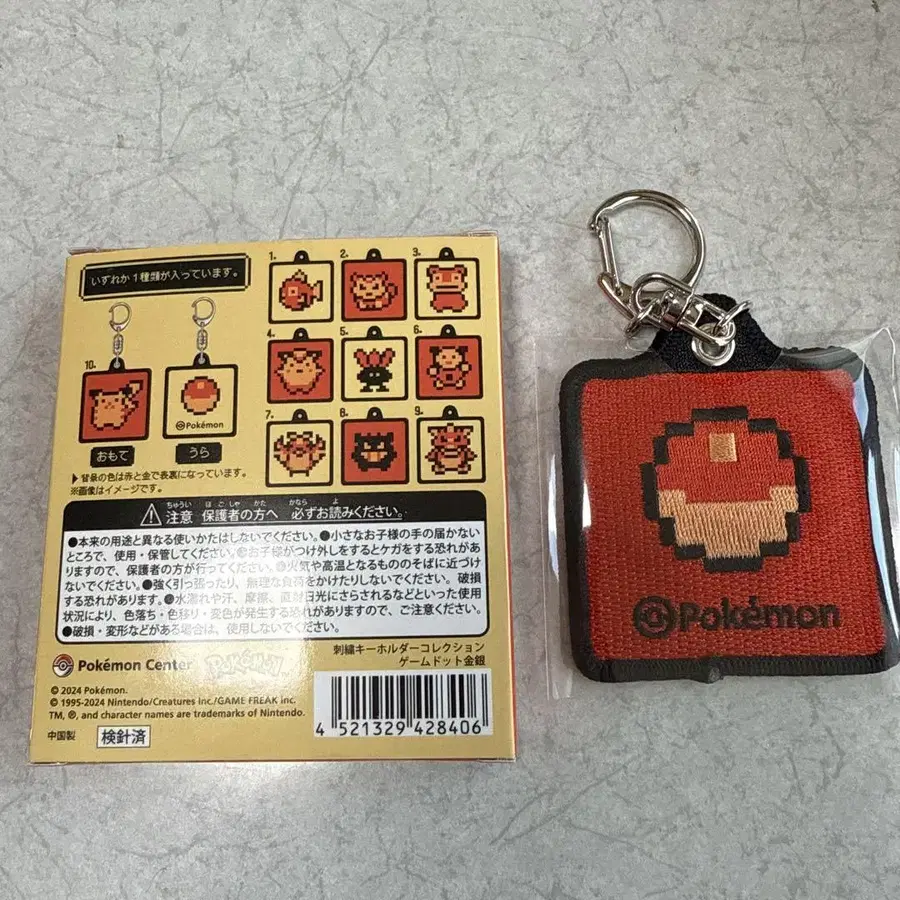 いずれか1種類が入っています。
1. 2. 3.
4. 5. 6.
7. 8. 9.
10.
Pokémon
おもて うら
▶背景の色は赤と金で表裏になっています。
※画像はイメージです。
ちゅうい ほごしゃ かた かなら よ
⚠注意 保護者の方へ 必ずお読みください。
●本来の用途と異なる使いかたはしないでください。●小さなお子様の手の届かない
ところで、使用・保管してください。●お子様がつけ外しをするとケガをする恐れがあ
りますので、保護者の方が行ってください。●火気や高温となるもののそばに近づけ
ないでください。●強く引っ張ったり、無理な負荷をかけたりしないでください。破損
する恐れがあります。●水濡れや汗、摩擦、直射日光にさらされるなどといった使用
状況により、色落ち・色移り・変色が発生する恐れがありますので、ご注意ください。
●破損・変形などがある場合は、使用しないでください。
Pokémon Center
POKéMON
刺繍キーホルダーコレクション
ゲームドット金銀
© 2024 Pokémon.
© 1995-2024 Nintendo/Creatures Inc./GAME FREAK inc.
TM, ®, and character names are trademarks of Nintendo.
中国製 検針済
4 521329 428406
Pokémon